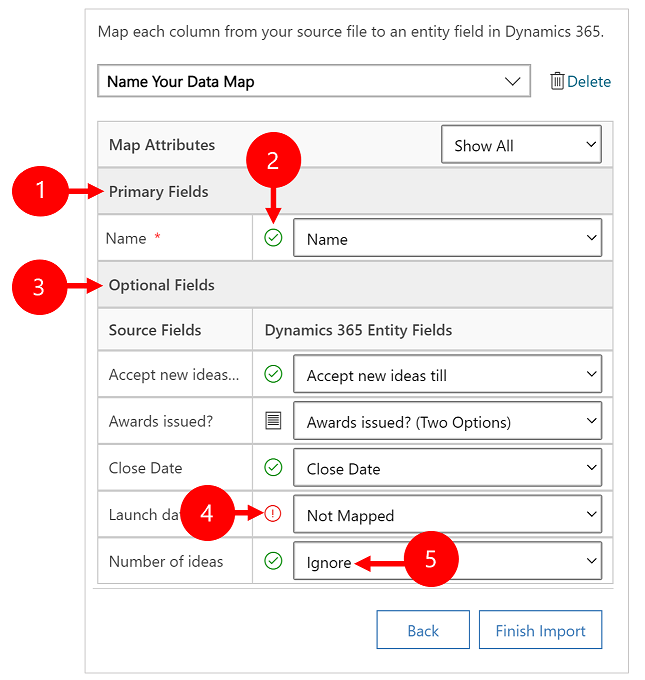 Map each column from your source file to an entity field in Dynamics 365.
Name Your Data Map
Delete
Map Attributes
Show All
2
1
Primary Fields
Name *
Name
3
Optional Fields
Source Fields
Dynamics 365 Entity Fields
Accept new ideas...
Accept new ideas till
Awards issued?
Awards issued? (Two Options)
Close Date
Close Date
Launch
4
Not Mapped
Number of ideas
Ignore
5
Back
Finish Import